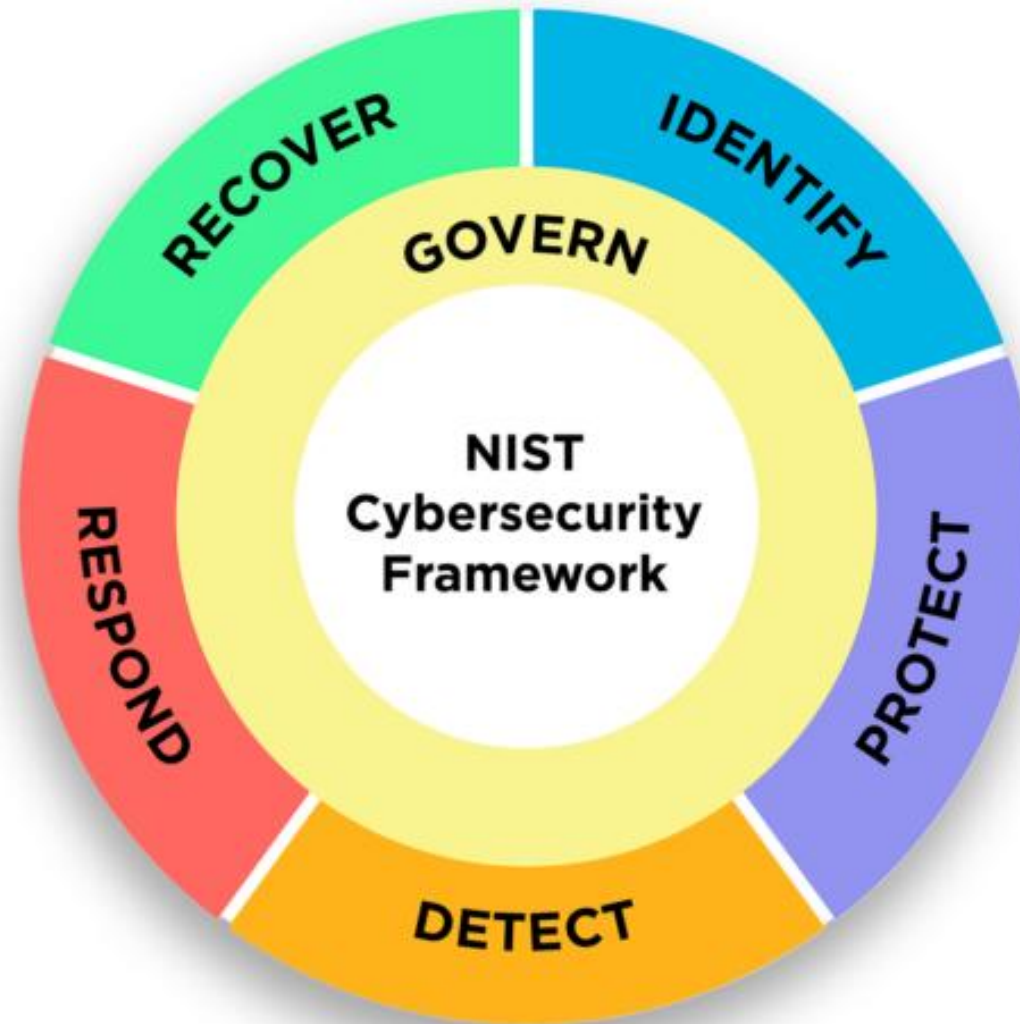 RECOVER
IDENTIFY
GOVERN
NIST
Cybersecurity
Framework
RESPOND
PROTECT
DETECT